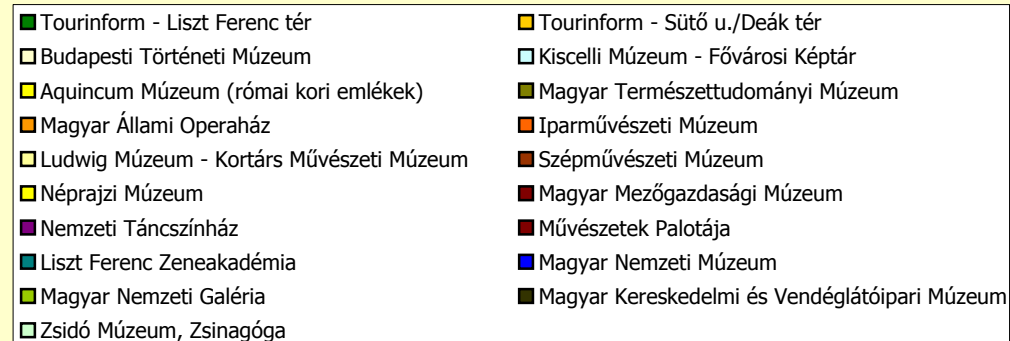 Tourinform - Liszt Ferenc tér
Tourinform - Sütő u./Deák tér
Budapesti Történeti Múzeum
Kiscelli Múzeum - Fővárosi Képtár
Aquincum Múzeum (római kori emlékek)
Magyar Természettudományi Múzeum
Magyar Állami Operaház
Iparművészeti Múzeum
Ludwig Múzeum - Kortárs Művészeti Múzeum
Szépművészeti Múzeum
Néprajzi Múzeum
Magyar Mezőgazdasági Múzeum
Nemzeti Táncszínház
Művészetek Palotája
Liszt Ferenc Zeneakadémia
Magyar Nemzeti Múzeum
Magyar Nemzeti Galéria
Magyar Kereskedelmi és Vendéglátóipari Múzeum
Zsidó Múzeum, Zsinagóga